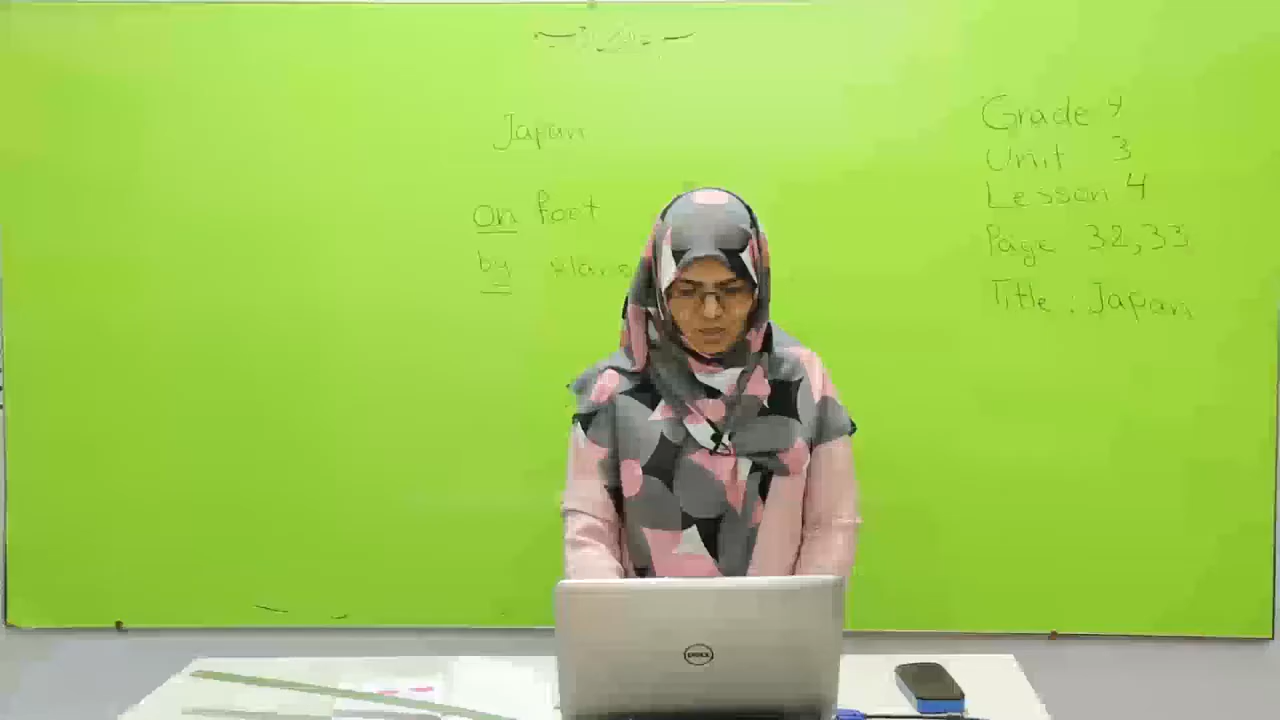 Japan
on foot
by
Grade 4
Unit 3
Lesson 4
Page 32,33
Title : Japan
DELL